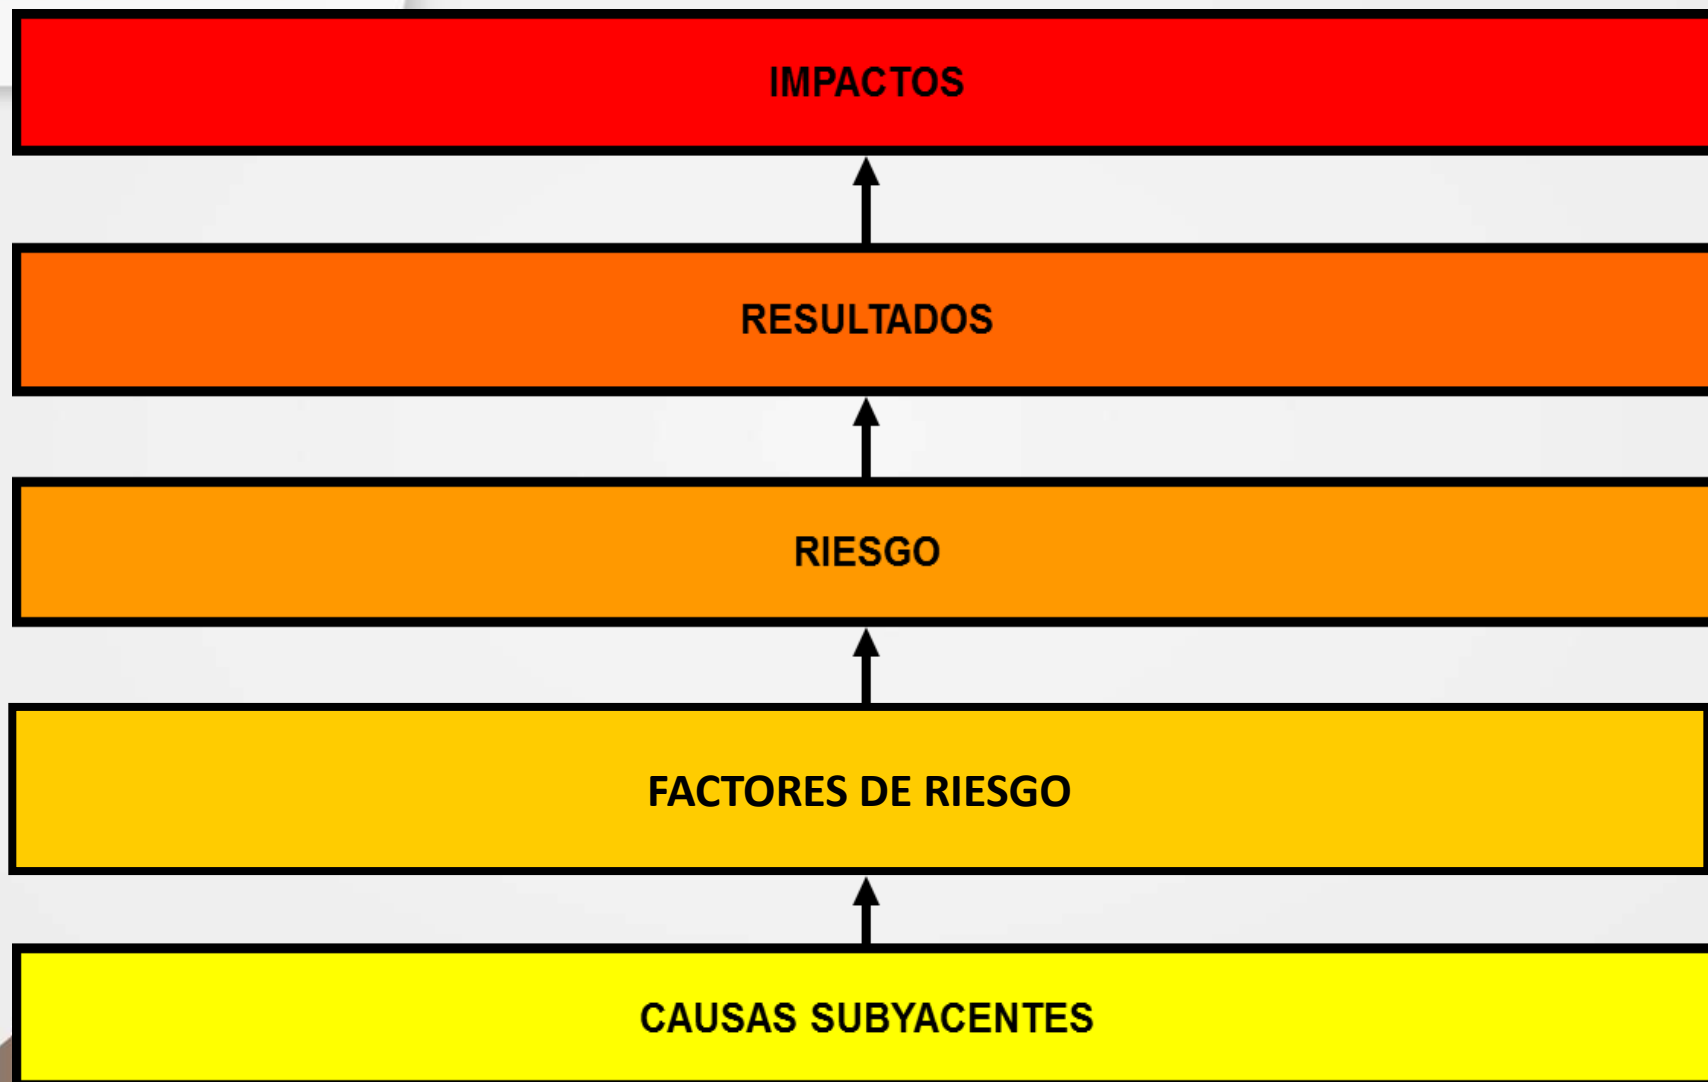 IMPACTOS
RESULTADOS
RIESGO
FACTORES DE RIESGO
CAUSAS SUBYACENTES